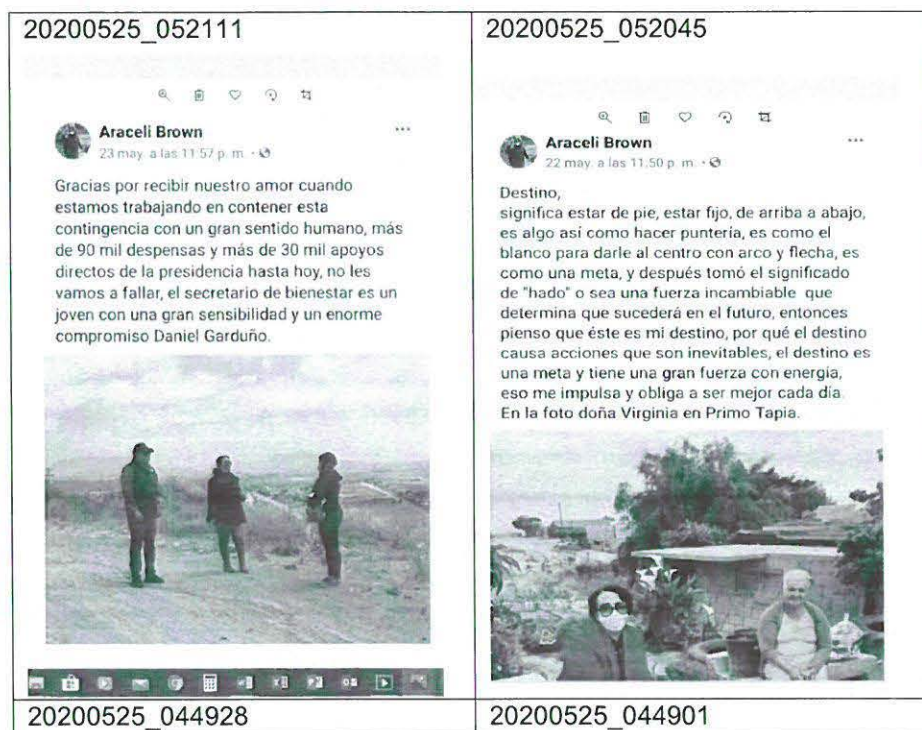 20200525_052111
Araceli Brown
23 may. a las 11:57 p. m. ·
Gracias por recibir nuestro amor cuando
estamos trabajando en contener esta
contingencia con un gran sentido humano, más
de 90 mil despensas y más de 30 mil apoyos
directos de la presidencia hasta hoy, no les
vamos a fallar, el secretario de bienestar es un
joven con una gran sensibilidad y un enorme
compromiso Daniel Garduño.
20200525_044928
20200525_052045
Araceli Brown
22 may. a las 11:50 p. m. ·
Destino,
significa estar de pie, estar fijo, de arriba a abajo,
es algo así como hacer puntería, es como el
blanco para darle al centro con arco y flecha, es
como una meta, y después tomó el significado
de "hado" o sea una fuerza incambiable que
determina que sucederá en el futuro, entonces
pienso que éste es mi destino, por qué el destino
causa acciones que son inevitables, el destino es
una meta y tiene una gran fuerza con energía,
eso me impulsa y obliga a ser mejor cada día.
En la foto doña Virginia en Primo Tapia.
20200525_044901